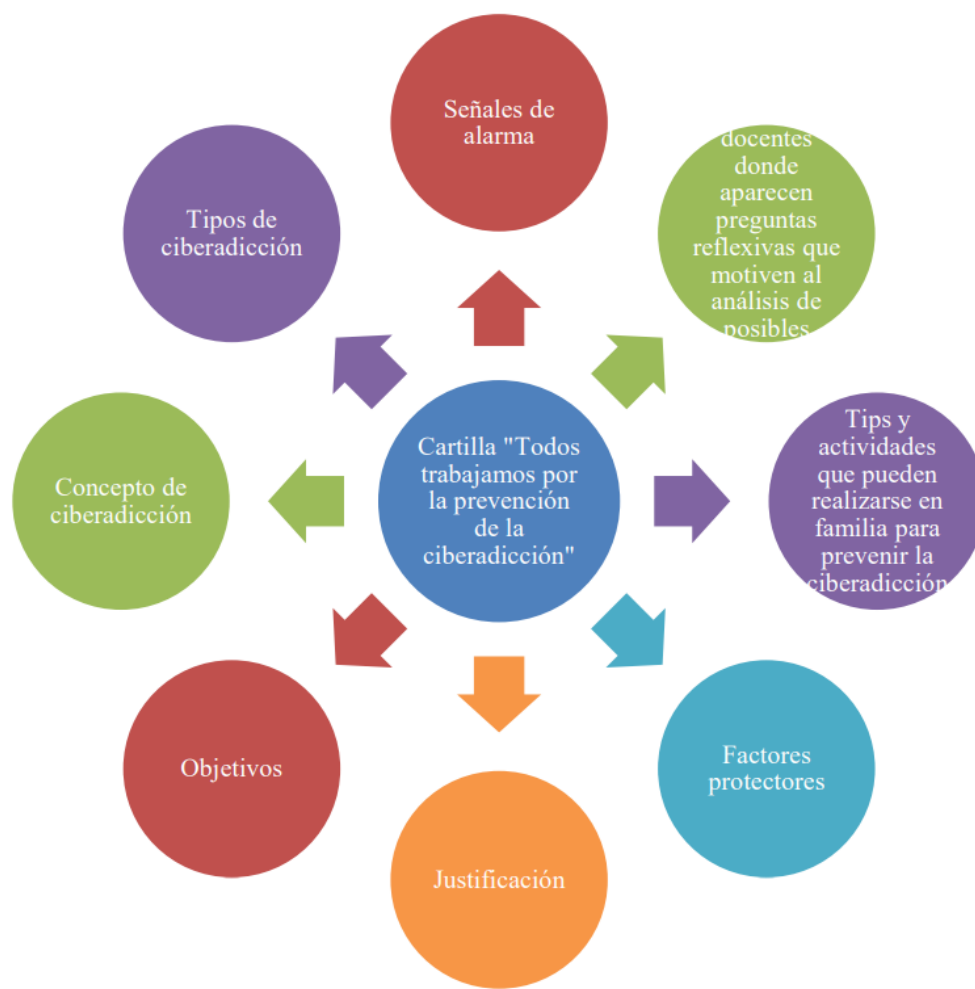 Señales de
alarma
docentes
donde
aparecen
preguntas
reflexivas que
motiven al
análisis de
posibles
Tipos de
ciberadicción
Tips y
actividades
que pueden
realizarse en
familia para
prevenir la
ciberadicción
Cartilla "Todos
trabajamos por
la prevención
de la
ciberadicción"
Concepto de
ciberadicción
Objetivos
Factores
protectores
Justificación